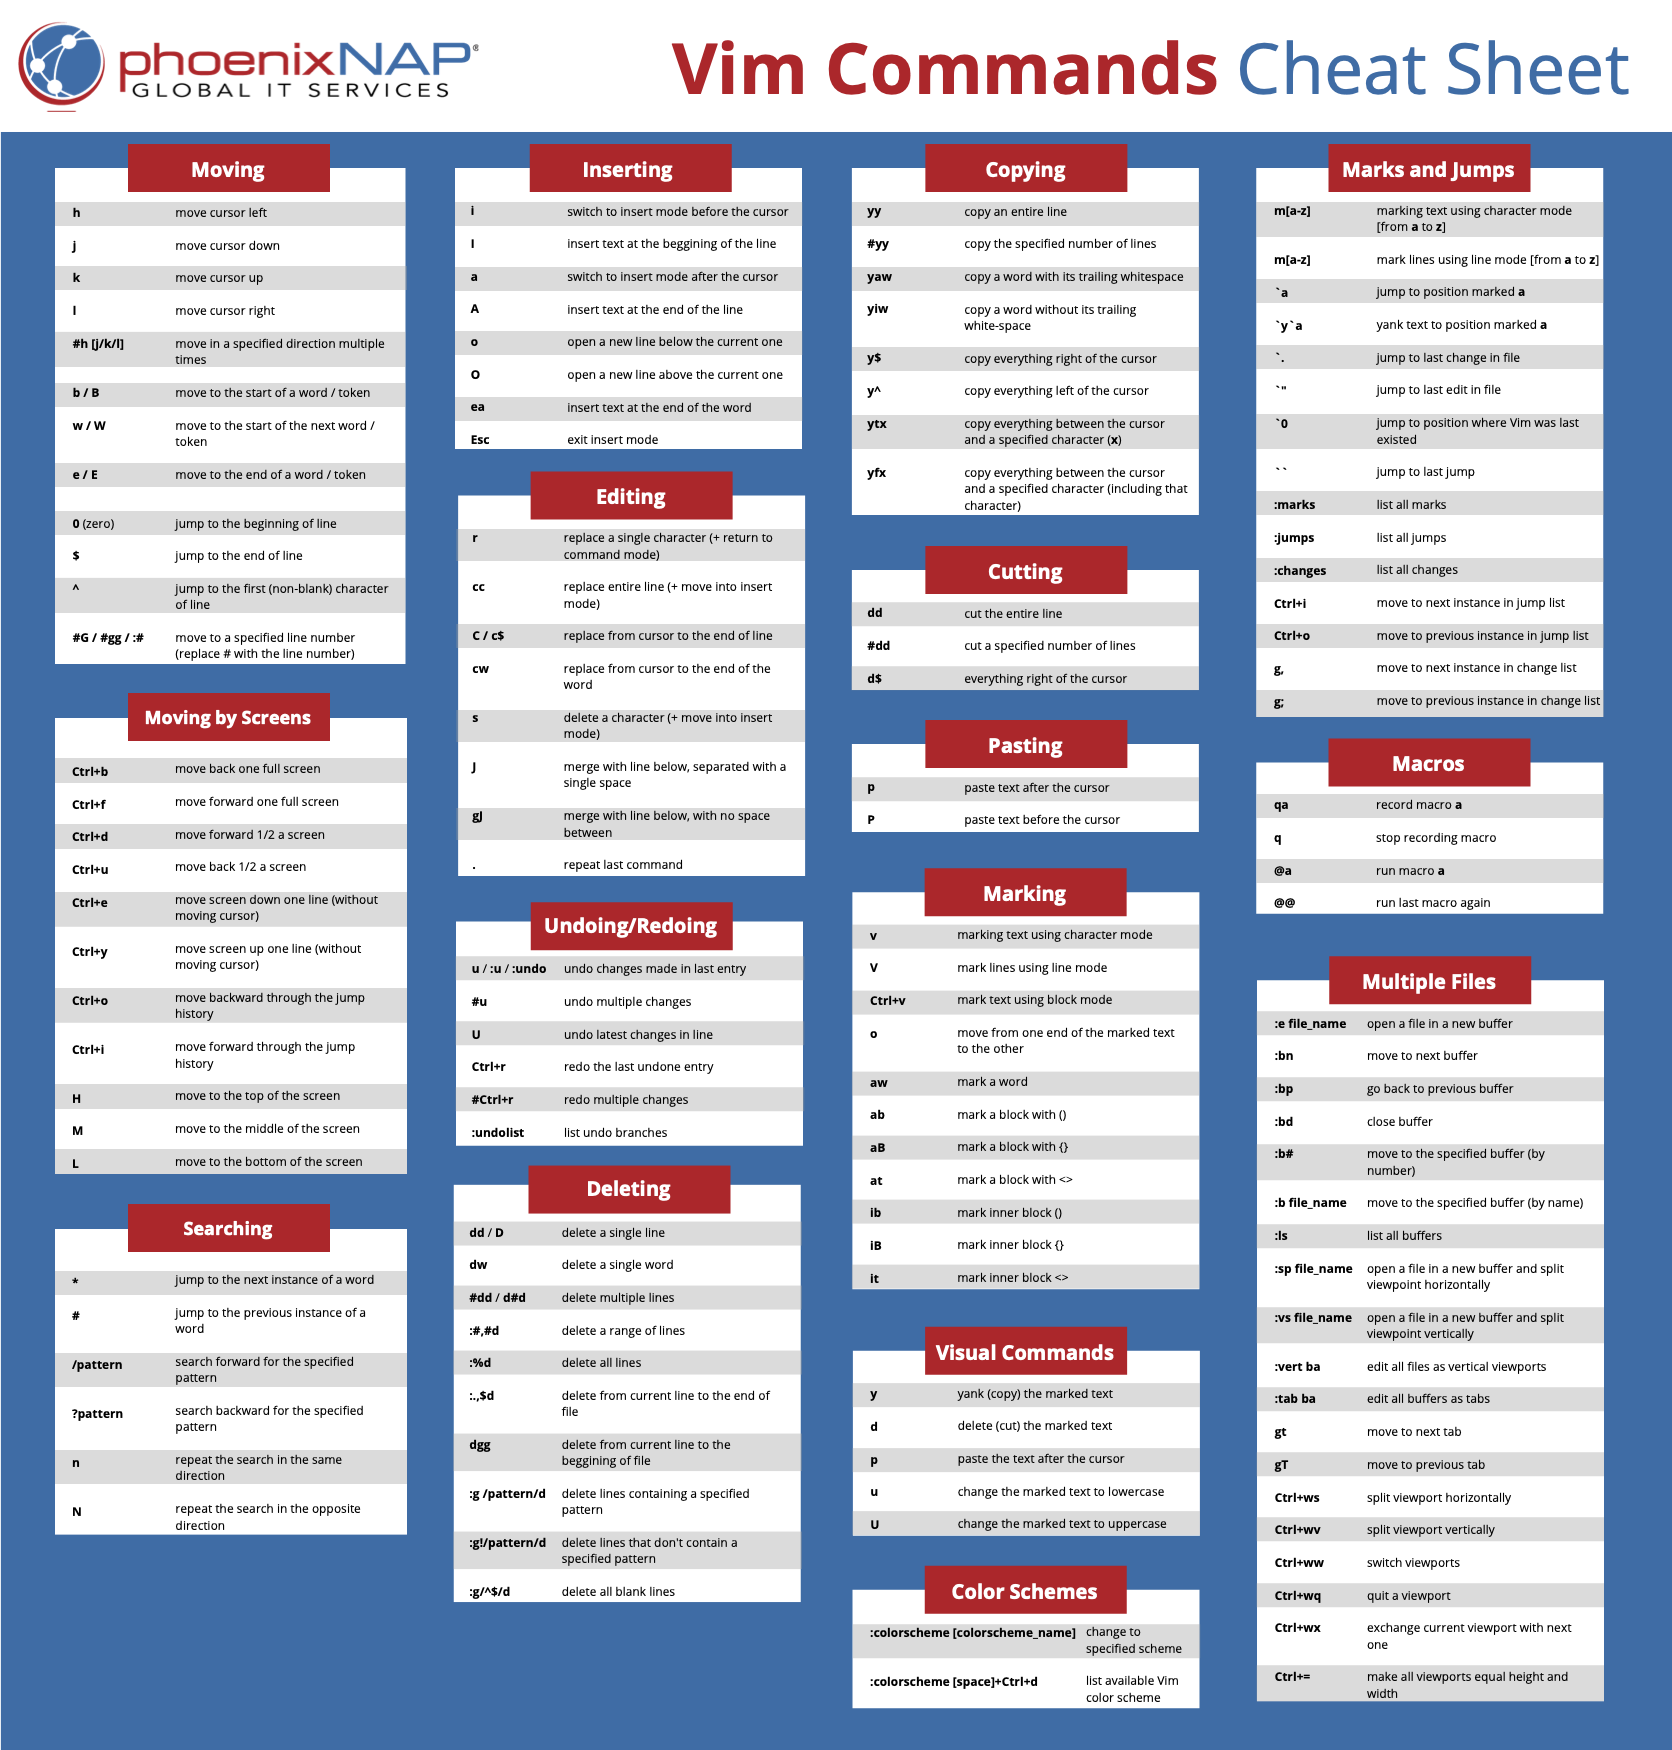 phoenixNAP®
GLOBAL IT SERVICES
Vim Commands Cheat Sheet
Moving
h move cursor left
j move cursor down
k move cursor up
l move cursor right
#h [j/k/l] move in a specified direction multiple
times
b / B move to the start of a word / token
w / W move to the start of the next word /
token
e / E move to the end of a word / token
0 (zero) jump to the beginning of line
$ jump to the end of line
^ jump to the first (non-blank) character
of line
#G / #gg / :# move to a specified line number
(replace # with the line number)
Moving by Screens
Ctrl+b move back one full screen
Ctrl+f move forward one full screen
Ctrl+d move forward 1/2 a screen
Ctrl+u move back 1/2 a screen
Ctrl+e move screen down one line (without
moving cursor)
Ctrl+y move screen up one line (without
moving cursor)
Ctrl+o move backward through the jump
history
Ctrl+i move forward through the jump
history
H move to the top of the screen
M move to the middle of the screen
L move to the bottom of the screen
Searching
* jump to the next instance of a word
# jump to the previous instance of a
word
/pattern search forward for the specified
pattern
?pattern search backward for the specified
pattern
n repeat the search in the same
direction
N repeat the search in the opposite
direction
Inserting
i switch to insert mode before the cursor
I insert text at the beggining of the line
a switch to insert mode after the cursor
A insert text at the end of the line
o open a new line below the current one
O open a new line above the current one
ea insert text at the end of the word
Esc exit insert mode
Editing
r replace a single character (+ return to
command mode)
cc replace entire line (+ move into insert
mode)
C / c$ replace from cursor to the end of line
cw replace from cursor to the end of the
word
s delete a character (+ move into insert
mode)
J merge with line below, separated with a
single space
gJ merge with line below, with no space
between
. repeat last command
Undoing/Redoing
u / :u / :undo undo changes made in last entry
#u undo multiple changes
U undo latest changes in line
Ctrl+r redo the last undone entry
#Ctrl+r redo multiple changes
:undolist list undo branches
Deleting
dd / D delete a single line
dw delete a single word
#dd / d#d delete multiple lines
:#,#d delete a range of lines
:%d delete all lines
:.,$d delete from current line to the end of
file
dgg delete from current line to the
beggining of file
:g /pattern/d delete lines containing a specified
pattern
:g!/pattern/d delete lines that don't contain a
specified pattern
:g/^$/d delete all blank lines
Copying
yy copy an entire line
#yy copy the specified number of lines
yaw copy a word with its trailing whitespace
yiw copy a word without its trailing
white-space
y$ copy everything right of the cursor
y^ copy everything left of the cursor
ytx copy everything between the cursor
and a specified character (x)
yfx copy everything between the cursor
and a specified character (including that
character)
Cutting
dd cut the entire line
#dd cut a specified number of lines
d$ everything right of the cursor
Pasting
p paste text after the cursor
P paste text before the cursor
Marking
v marking text using character mode
V mark lines using line mode
Ctrl+v mark text using block mode
o move from one end of the marked text
to the other
aw mark a word
ab mark a block with ()
aB mark a block with {}
at mark a block with <>
ib mark inner block ()
iB mark inner block {}
it mark inner block <>
Visual Commands
y yank (copy) the marked text
d delete (cut) the marked text
p paste the text after the cursor
u change the marked text to lowercase
U change the marked text to uppercase
Color Schemes
:colorscheme [colorscheme_name] change to
specified scheme
:colorscheme [space]+Ctrl+d list available Vim
color scheme
Marks and Jumps
m[a-z] marking text using character mode
[from a to z]
m[a-z] mark lines using line mode [from a to z]
`a jump to position marked a
`y`a yank text to position marked a
`. jump to last change in file
`" jump to last edit in file
`0 jump to position where Vim was last
existed
`` jump to last jump
:marks list all marks
:jumps list all jumps
:changes list all changes
Ctrl+i move to next instance in jump list
Ctrl+o move to previous instance in jump list
g, move to next instance in change list
g; move to previous instance in change list
Macros
qa record macro a
q stop recording macro
@a run macro a
@@ run last macro again
Multiple Files
:e file_name open a file in a new buffer
:bn move to next buffer
:bp go back to previous buffer
:bd close buffer
:b# move to the specified buffer (by
number)
:b file_name move to the specified buffer (by name)
:ls list all buffers
:sp file_name open a file in a new buffer and split
viewpoint horizontally
:vs file_name open a file in a new buffer and split
viewpoint vertically
:vert ba edit all files as vertical viewports
:tab ba edit all buffers as tabs
gt move to next tab
gT move to previous tab
Ctrl+ws split viewport horizontally
Ctrl+wv split viewport vertically
Ctrl+ww switch viewports
Ctrl+wq quit a viewport
Ctrl+wx exchange current viewport with next
one
Ctrl+= make all viewports equal height and
width